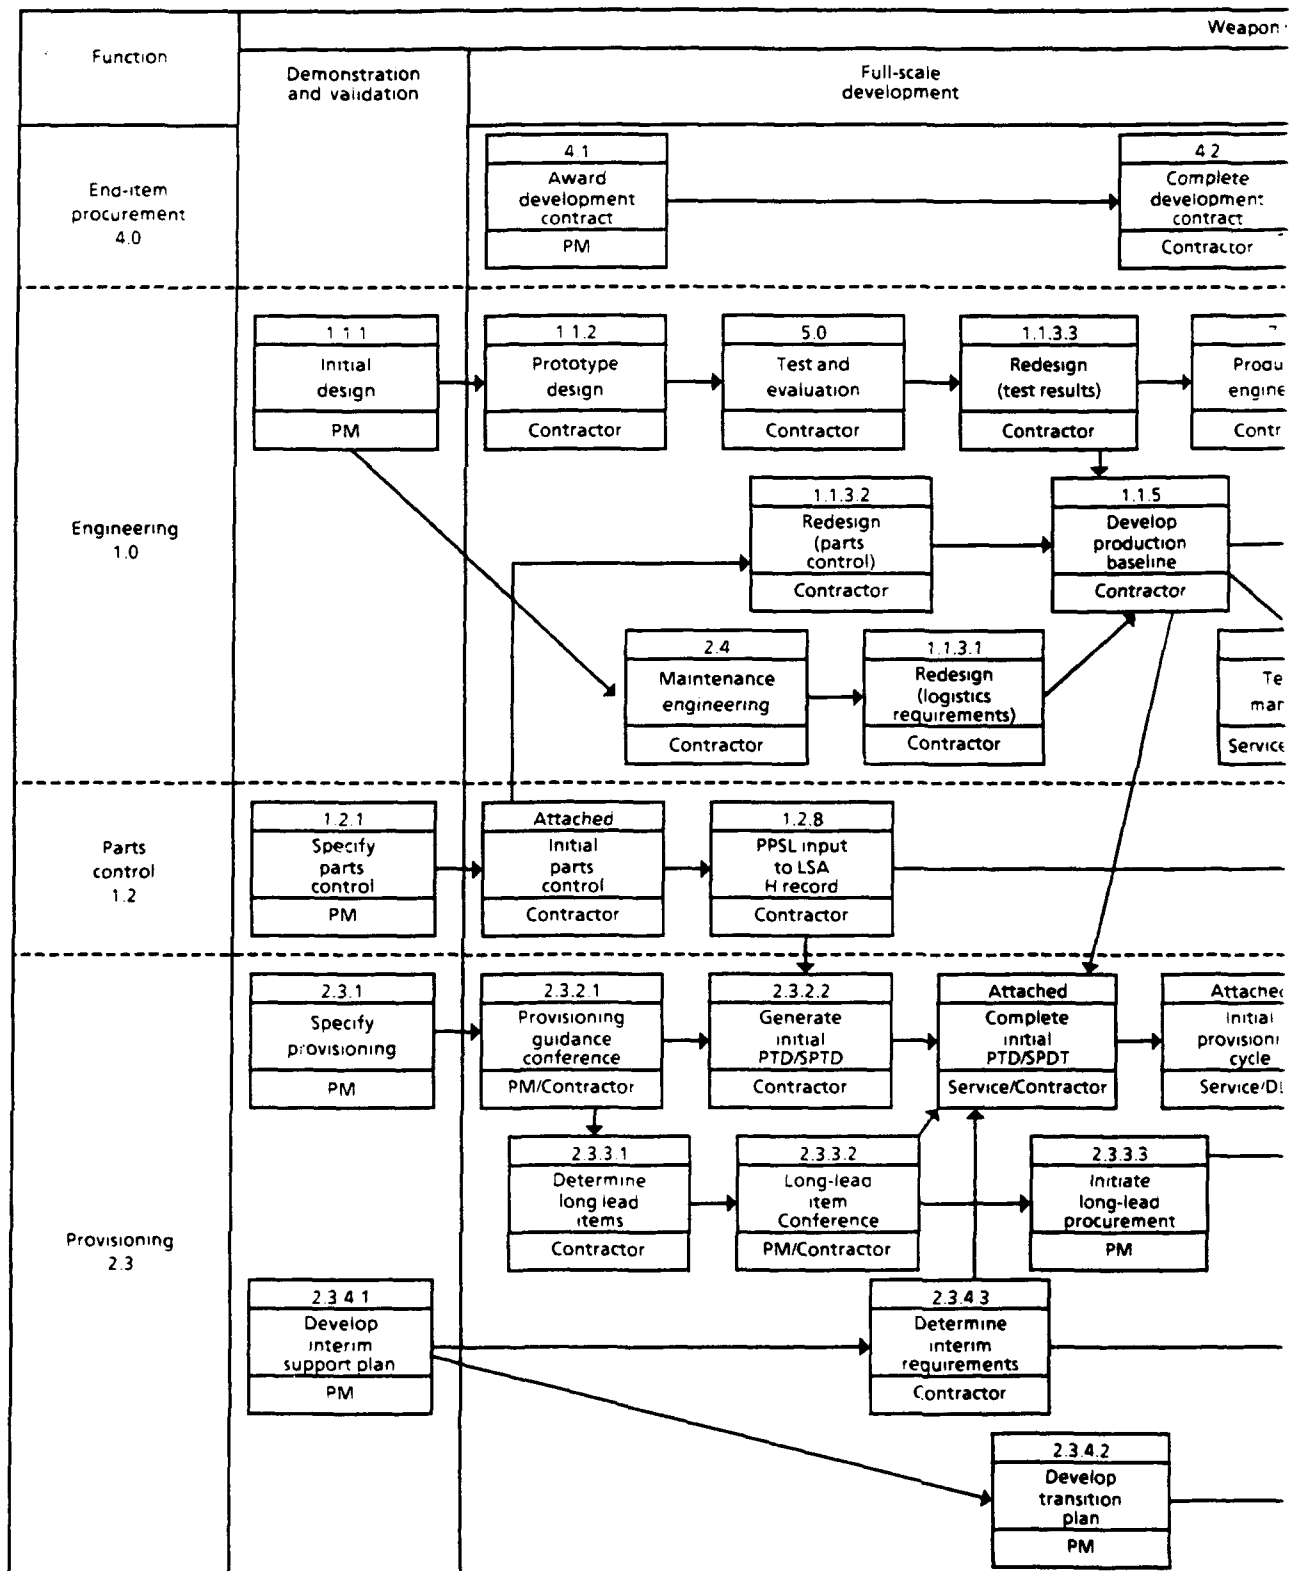 Weapon
Function
Demonstration
and validation
Full-scale
development
End-item
procurement
4.0
4.1
Award
development
contract
PM
4.2
Complete
development
contract
Contractor
Engineering
1.0
1 1 1
Initial
design
PM
1 1.2
Prototype
design
Contractor
5.0
Test and
evaluation
Contractor
1.1.3.3
Redesign
(test results)
Contractor
Produ
engine
Contr
1.1.3.2
Redesign
(parts
control)
Contractor
1.1.5
Develop
production
baseline
Contractor
2.4
Maintenance
engineering
Contractor
1.1.3.1
Redesign
(logistics
requirements)
Contractor
Te
mar
Service
Parts
control
1.2
1.2.1
Specify
parts
control
PM
Attached
Initial
parts
control
Contractor
1.2.8
PPSL input
to LSA
H record
Contractor
Provisioning
2.3
2.3.1
Specify
provisioning
PM
2.3.2.1
Provisioning
guidance
conference
PM/Contractor
2.3.2.2
Generate
initial
PTD/SPTD
Contractor
Attached
Complete
initial
PTD/SPDT
Service/Contractor
Attached
Initial
provisioni
cycle
Service/DL
2.3.3.1
Determine
long lead
items
Contractor
2.3.3.2
Long-lead
item
Conference
PM/Contractor
2.3.3.3
Initiate
long-lead
procurement
PM
2.3 4.1
Develop
interim
support plan
PM
2.3.4.3
Determine
interim
requirements
Contractor
2.3.4.2
Develop
transition
plan
PM